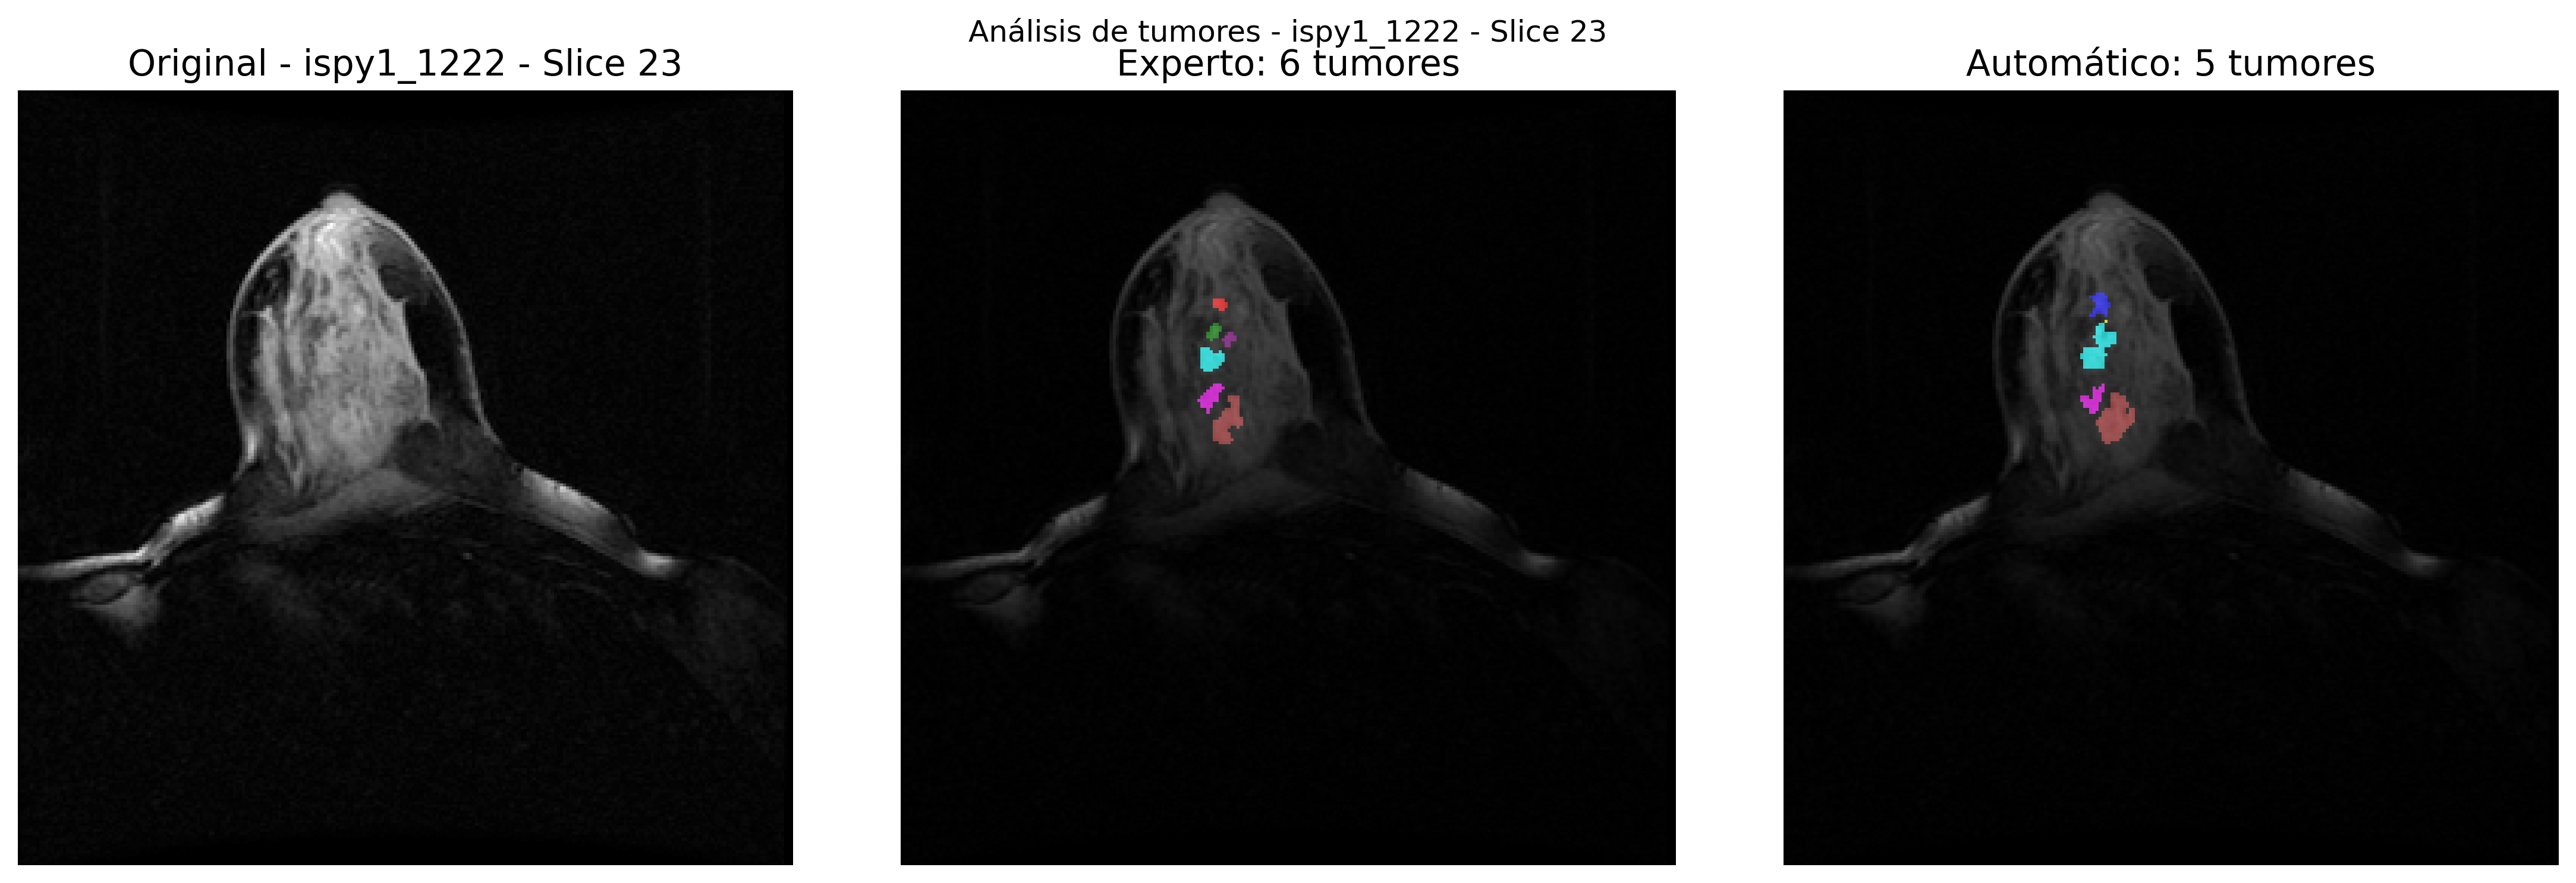 Análisis de tumores - ispy1_1222 - Slice 23
Original - ispy1_1222 - Slice 23
Experto: 6 tumores
Automático: 5 tumores